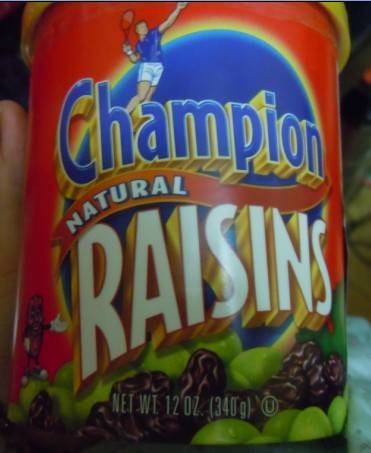 Champion
NATURAL
RAISINS
NET WT. 12 OZ. (340g) Ⓤ